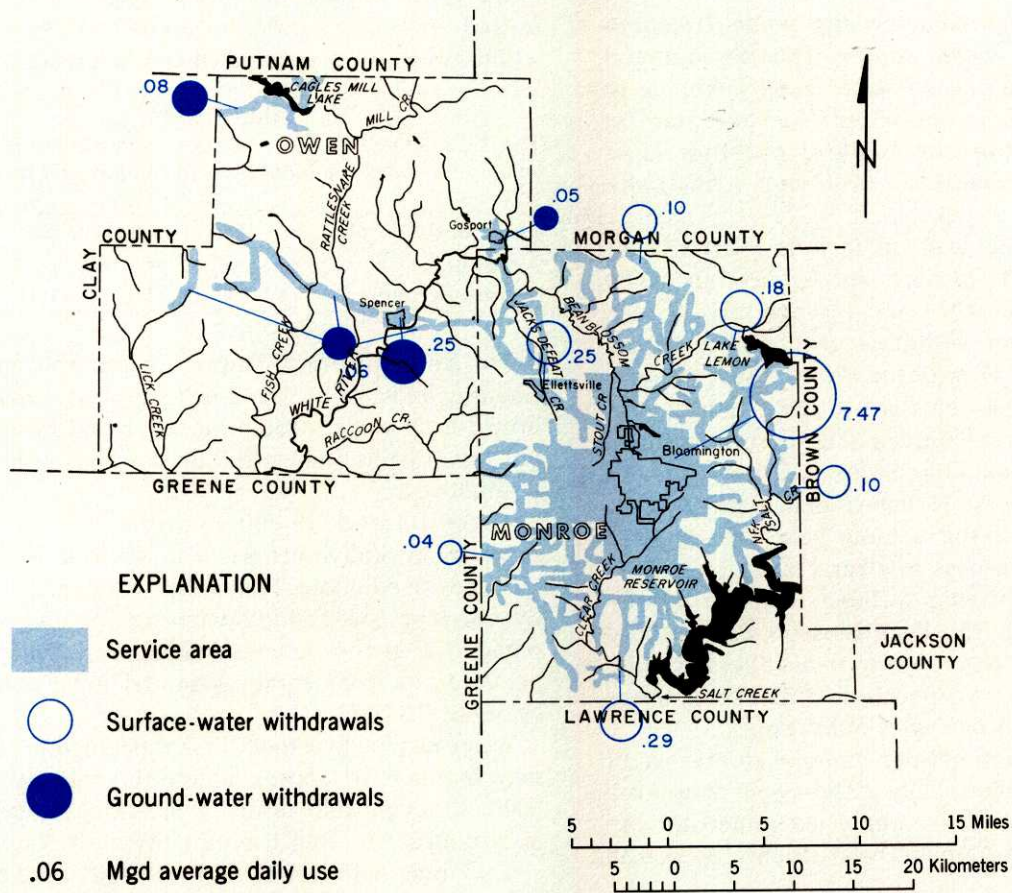 PUTNAM COUNTY
.08
CAGLES MILL
LAKE
MILL CR.
OWEN
RATTLESNAKE
CREEK
.05
.10
Gosport
MORGAN COUNTY
COUNTY
CLAY
.18
Spencer
JACKS DEFEAT CR
BEANBLOSSOM
CREEK
LAKE
LEMON
.25
.25
.06
Ellettsville
FISH CREEK
WHITE RIVER
LICK CREEK
RACCOON CR.
STOUT CR
BROWN COUNTY
7.47
Bloomington
GREENE COUNTY
.10
NFK SALT CR
MONROE
.04
GREENE COUNTY
MONROE
RESERVOIR
CLEAR CREEK
JACKSON
COUNTY
SALT CREEK
LAWRENCE COUNTY
.29
N
EXPLANATION
Service area
Surface-water withdrawals
Ground-water withdrawals
.06 Mgd average daily use
5 0 5 10 15 Miles
5 0 5 10 15 20 Kilometers